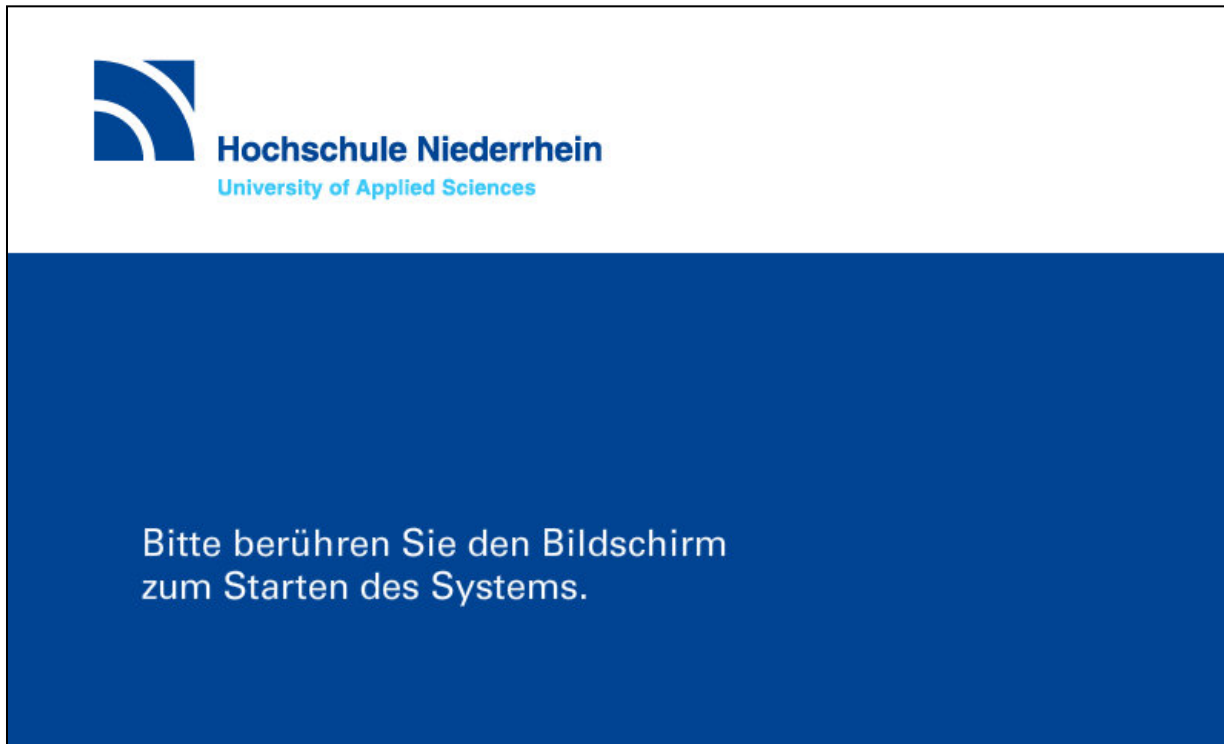 Hochschule Niederrhein
University of Applied Sciences
Bitte berühren Sie den Bildschirm
zum Starten des Systems.